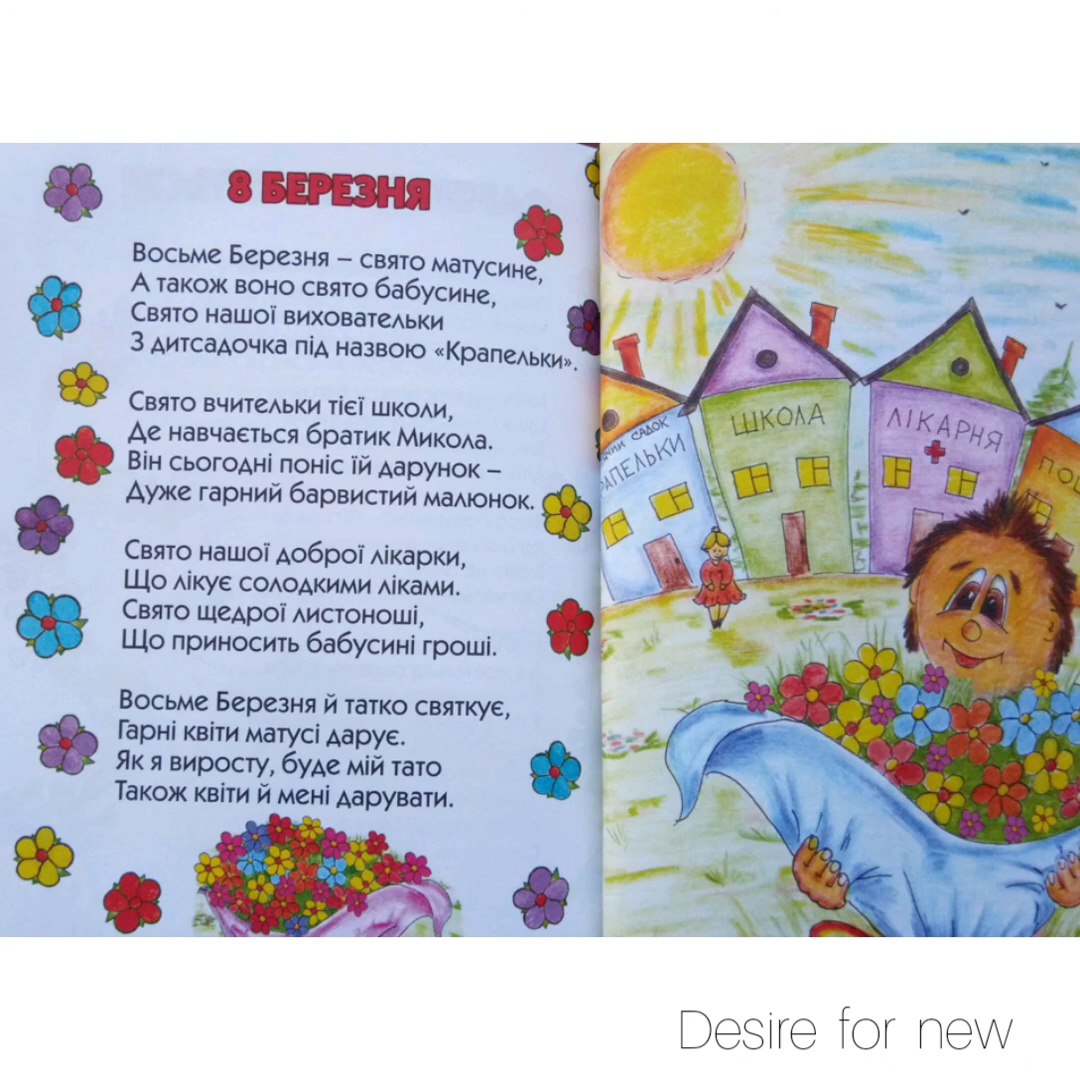 8 БЕРЕЗНЯ
Восьме Березня – свято матусине,
А також воно свято бабусине,
Свято нашої виховательки
З дитсадочка під назвою «Крапельки».
Свято вчительки тієї школи,
Де навчається братик Микола.
Він сьогодні поніс їй дарунок –
Дуже гарний барвистий малюнок.
Свято нашої доброї лікарки,
Що лікує солодкими ліками.
Свято щедрої листоноші,
Що приносить бабусині гроші.
Восьме Березня й татко святкує,
Гарні квіти матусі дарує.
Як я виросту, буде мій тато
Також квіти й мені дарувати.
САДОК
ШКОЛА
ЛІКАРНЯ
Desire for new